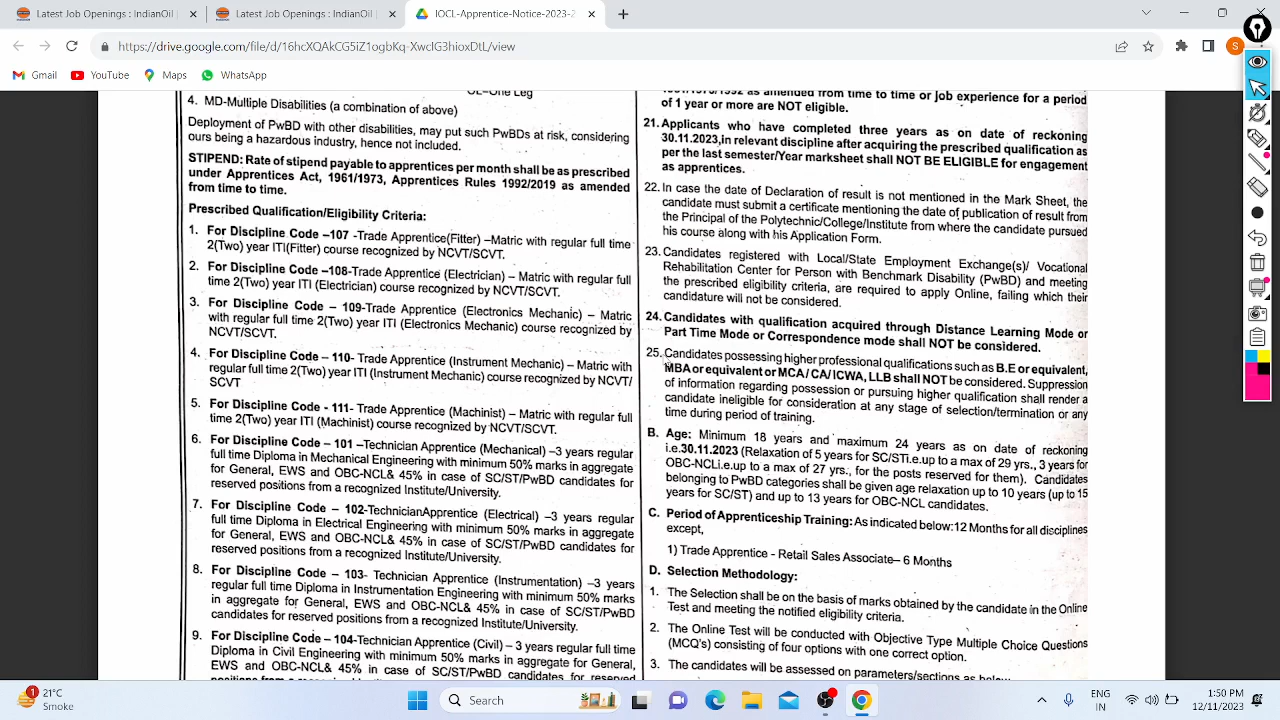 Latest Job Openings : IndianOil
Latest Job Openings : IndianOil
IOCL-Apprentice-Notice-2023-2
https://drive.google.com/file/d/16hcXQAkCG5iZ1ogbKq-XwcIG3hioxDtL/view
Gmail
YouTube
Maps
WhatsApp
S
OL–One Leg
4. MD-Multiple Disabilities (a combination of above)
Deployment of PwBD with other disabilities, may put such PwBDs at risk, considering
ours being a hazardous industry, hence not included.
STIPEND: Rate of stipend payable to apprentices per month shall be as prescribed
under Apprentices Act, 1961/1973, Apprentices Rules 1992/2019 as amended
from time to time.
Prescribed Qualification/Eligibility Criteria:
1. For Discipline Code –107 -Trade Apprentice(Fitter) –Matric with regular full time
2(Two) year ITI(Fitter) course recognized by NCVT/SCVT.
2. For Discipline Code –108-Trade Apprentice (Electrician) – Matric with regular full
time 2(Two) year ITI (Electrician) course recognized by NCVT/SCVT.
3. For Discipline Code – 109-Trade Apprentice (Electronics Mechanic) – Matric
with regular full time 2(Two) year ITI (Electronics Mechanic) course recognized by
NCVT/SCVT.
4. For Discipline Code – 110- Trade Apprentice (Instrument Mechanic) – Matric with
regular full time 2(Two) year ITI (Instrument Mechanic) course recognized by NCVT/
SCVT
5. For Discipline Code - 111- Trade Apprentice (Machinist) – Matric with regular full
time 2(Two) year ITI (Machinist) course recognized by NCVT/SCVT.
6. For Discipline Code – 101 –Technician Apprentice (Mechanical) –3 years regular
full time Diploma in Mechanical Engineering with minimum 50% marks in aggregate
for General, EWS and OBC-NCL& 45% in case of SC/ST/PwBD candidates for
reserved positions from a recognized Institute/University.
7. For Discipline Code – 102-TechnicianApprentice (Electrical) –3 years regular
full time Diploma in Electrical Engineering with minimum 50% marks in aggregate
for General, EWS and OBC-NCL& 45% in case of SC/ST/PwBD candidates for
reserved positions from a recognized Institute/University.
8. For Discipline Code – 103- Technician Apprentice (Instrumentation) –3 years
regular full time Diploma in Instrumentation Engineering with minimum 50% marks
in aggregate for General, EWS and OBC-NCL& 45% in case of SC/ST/PwBD
candidates for reserved positions from a recognized Institute/University.
9. For Discipline Code – 104-Technician Apprentice (Civil) – 3 years regular full time
Diploma in Civil Engineering with minimum 50% marks in aggregate for General,
EWS and OBC-NCL& 45% in case of SC/ST/PwBD candidates for reserved
positions from a recognized Institute/University.
as amended from time to time or job experience for a period
of 1 year or more are NOT eligible.
21. Applicants who have completed three years as on date of reckoning
30.11.2023,in relevant discipline after acquiring the prescribed qualification as
per the last semester/Year marksheet shall NOT BE ELIGIBLE for engagement
as apprentices.
22. In case the date of Declaration of result is not mentioned in the Mark Sheet, the
candidate must submit a certificate mentioning the date of publication of result from
the Principal of the Polytechnic/College/Institute from where the candidate pursued
his course along with his Application Form.
23. Candidates registered with Local/State Employment Exchange(s)/ Vocational
Rehabilitation Center for Person with Benchmark Disability (PwBD) and meeting
the prescribed eligibility criteria, are required to apply Online, failing which their
candidature will not be considered.
24. Candidates with qualification acquired through Distance Learning Mode or
Part Time Mode or Correspondence mode shall NOT be considered.
25. Candidates possessing higher professional qualifications such as B.E or equivalent,
MBA or equivalent or MCA / CA/ ICWA, LLB shall NOT be considered. Suppression
of information regarding possession or pursuing higher qualification shall render a
candidate ineligible for consideration at any stage of selection/termination or any
time during period of training.
B. Age: Minimum 18 years and maximum 24 years as on date of reckoning
i.e.30.11.2023 (Relaxation of 5 years for SC/STi.e.up to a max of 29 yrs., 3 years for
OBC-NCLi.e.up to a max of 27 yrs., for the posts reserved for them). Candidates
belonging to PwBD categories shall be given age relaxation up to 10 years (up to 15
years for SC/ST) and up to 13 years for OBC-NCL candidates.
C. Period of Apprenticeship Training: As indicated below: 12 Months for all disciplines
except,
1) Trade Apprentice - Retail Sales Associate– 6 Months
D. Selection Methodology:
1. The Selection shall be on the basis of marks obtained by the candidate in the Online
Test and meeting the notified eligibility criteria.
2. The Online Test will be conducted with Objective Type Multiple Choice Questions
(MCQ's) consisting of four options with one correct option.
3. The candidates will be assessed on parameters/sections as below
1
21°C
Smoke
Search
ENG
IN
1:50 PM
12/11/2023